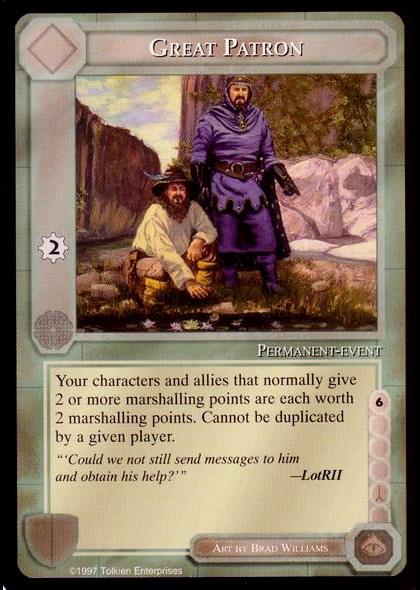 GREAT PATRON
2
PERMANENT-EVENT
Your characters and allies that normally give
2 or more marshalling points are each worth
2 marshalling points. Cannot be duplicated
by a given player.
6
“‘Could we not still send messages to him
and obtain his help?’” —LotRII
ART BY BRAD WILLIAMS
©1997 Tolkien Enterprises